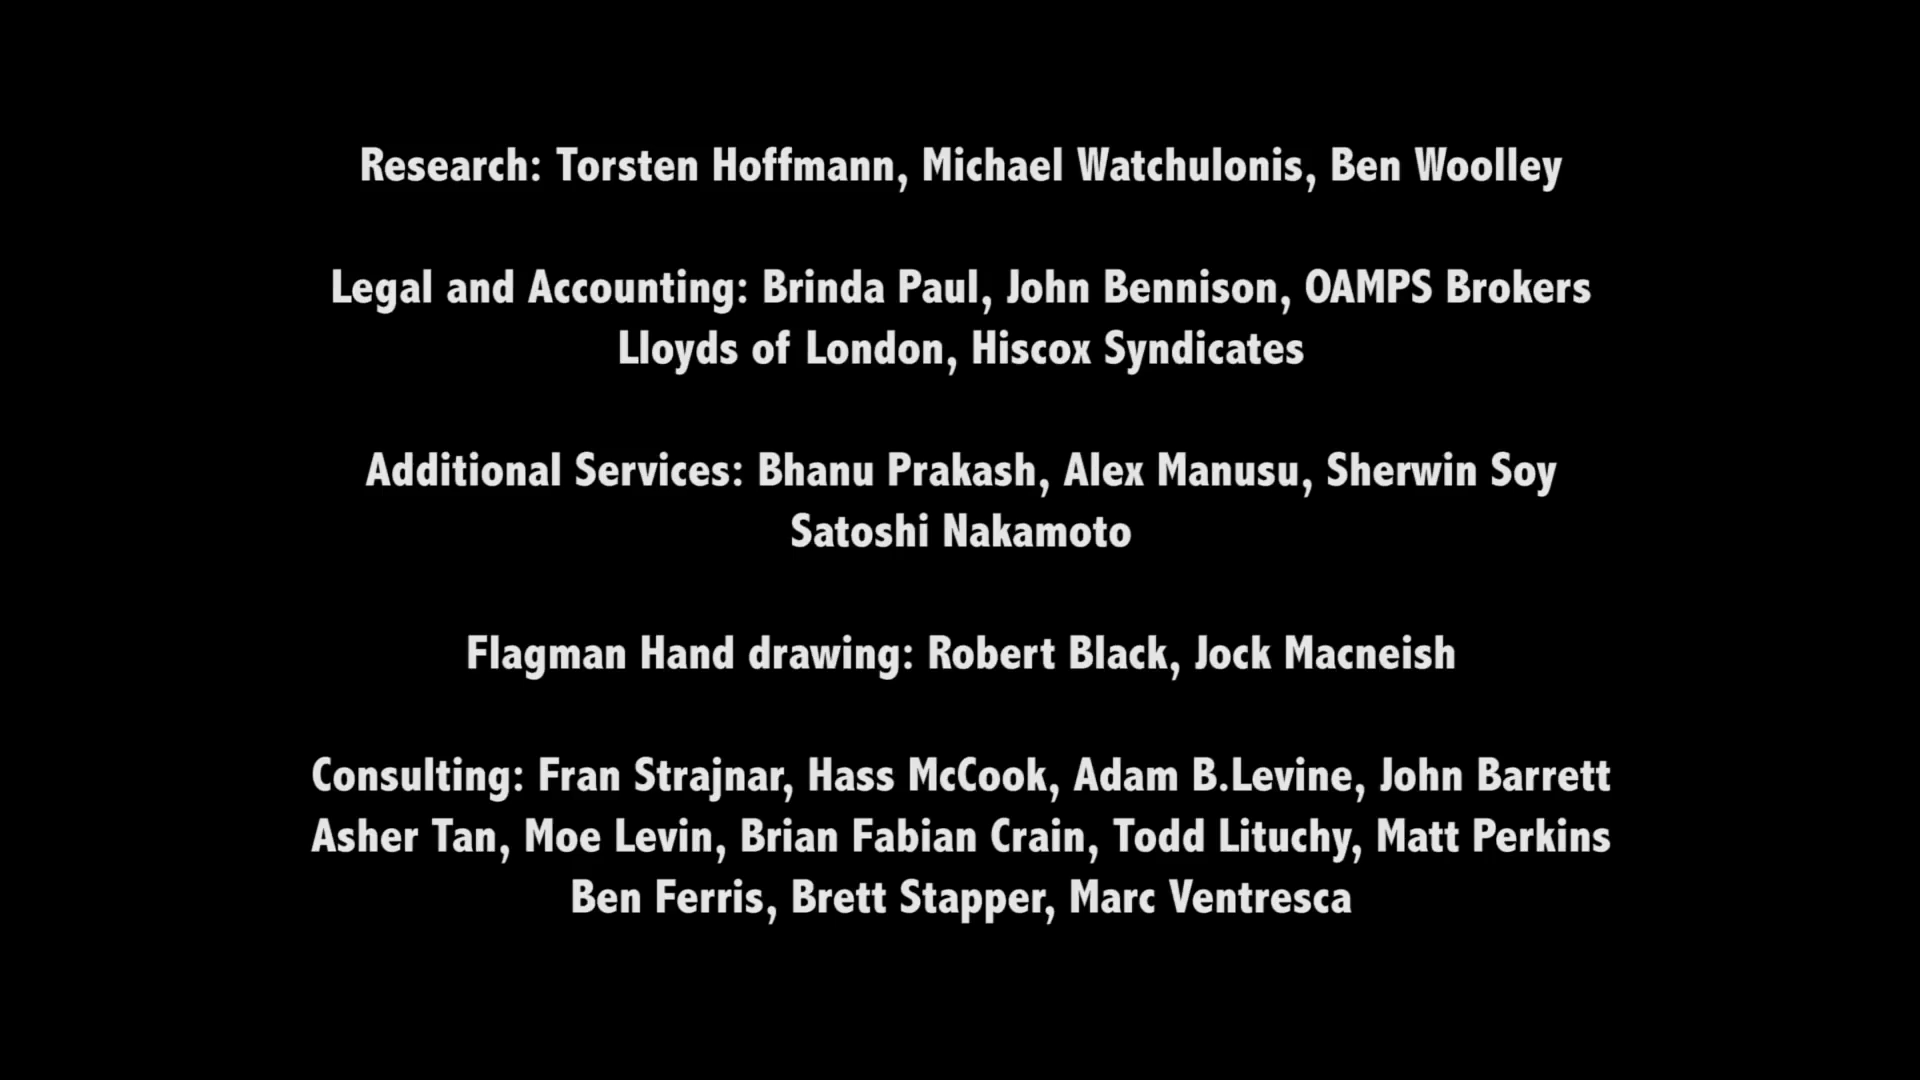 Research: Torsten Hoffmann, Michael Watchulonis, Ben Woolley
Legal and Accounting: Brinda Paul, John Bennison, OAMPS Brokers
Lloyds of London, Hiscox Syndicates
Additional Services: Bhanu Prakash, Alex Manusu, Sherwin Soy
Satoshi Nakamoto
Flagman Hand drawing: Robert Black, Jock Macneish
Consulting: Fran Strajnar, Hass McCook, Adam B.Levine, John Barrett
Asher Tan, Moe Levin, Brian Fabian Crain, Todd Lituchy, Matt Perkins
Ben Ferris, Brett Stapper, Marc Ventresca